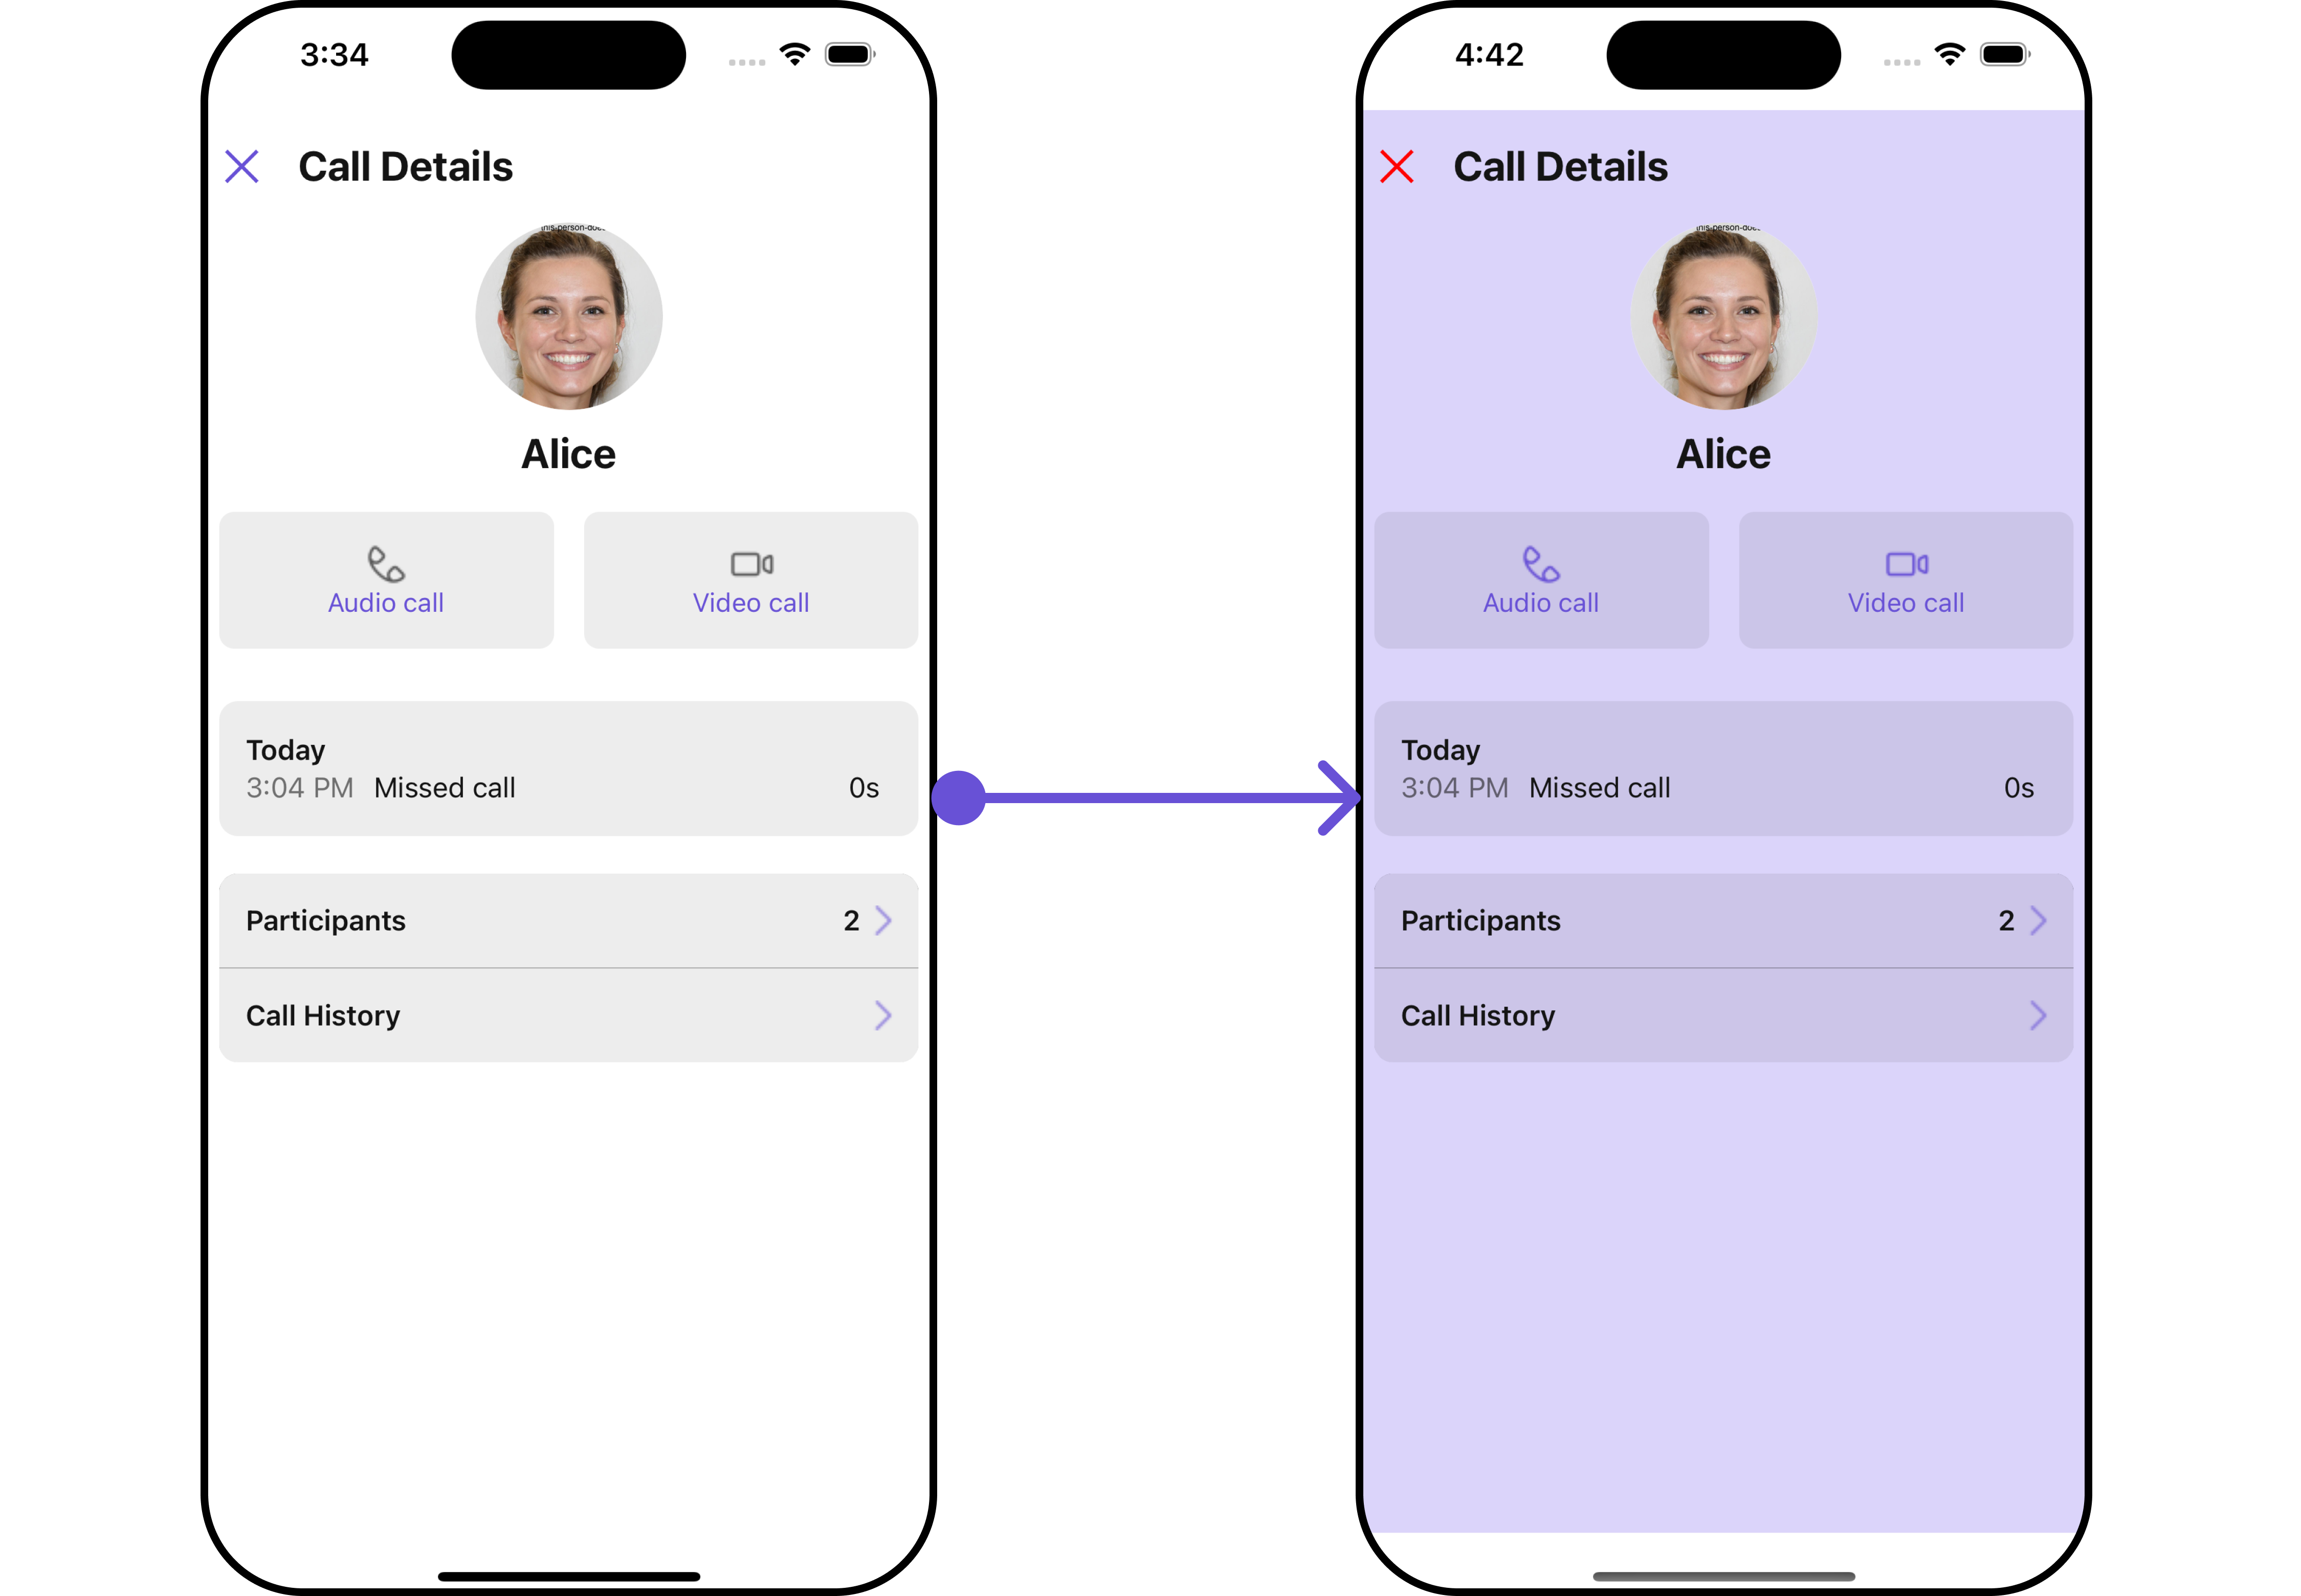 3:34
Call Details
Alice
Audio call
Video call
Today
3:04 PM Missed call 0s
Participants 2
Call History
4:42
Call Details
Alice
Audio call
Video call
Today
3:04 PM Missed call 0s
Participants 2
Call History